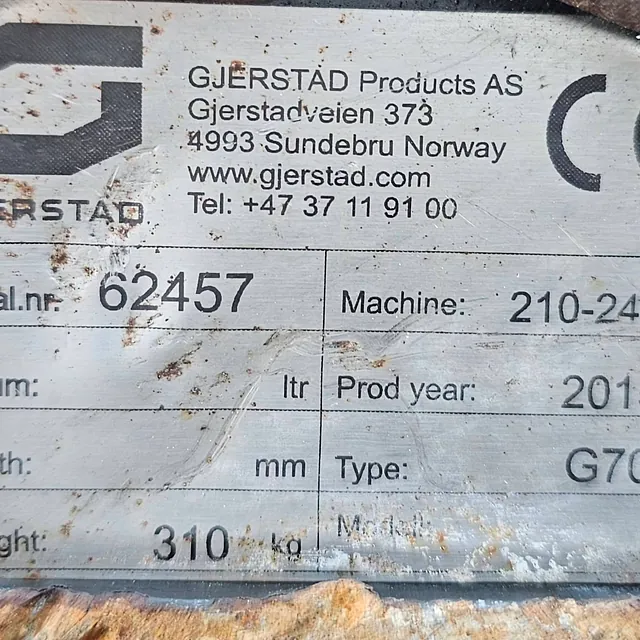 GJERSTAD Products AS
Gjerstadveien 373
4993 Sundebru Norway
www.gjerstad.com
Tel: +47 37 11 91 00
ERSTAD
al.nr: 62457 Machine: 210-24
um: ltr Prod year: 201
th: mm Type: G70
ght: 310 kg Modell: